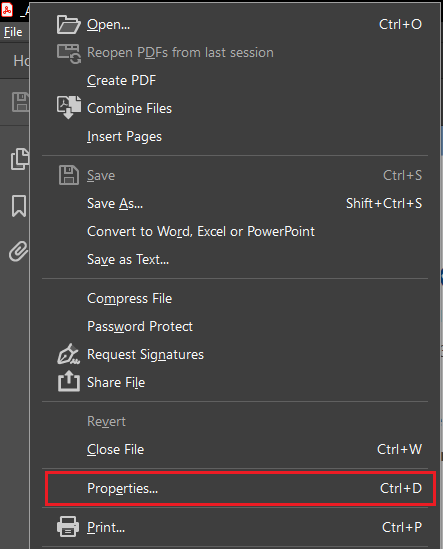 _A
File
Ho
Open... Ctrl+O
Reopen PDFs from last session
Create PDF
Combine Files
Insert Pages
Save Ctrl+S
Save As... Shift+Ctrl+S
Convert to Word, Excel or PowerPoint
Save as Text...
Compress File
Password Protect
Request Signatures
Share File
Revert
Close File Ctrl+W
Properties... Ctrl+D
Print... Ctrl+P